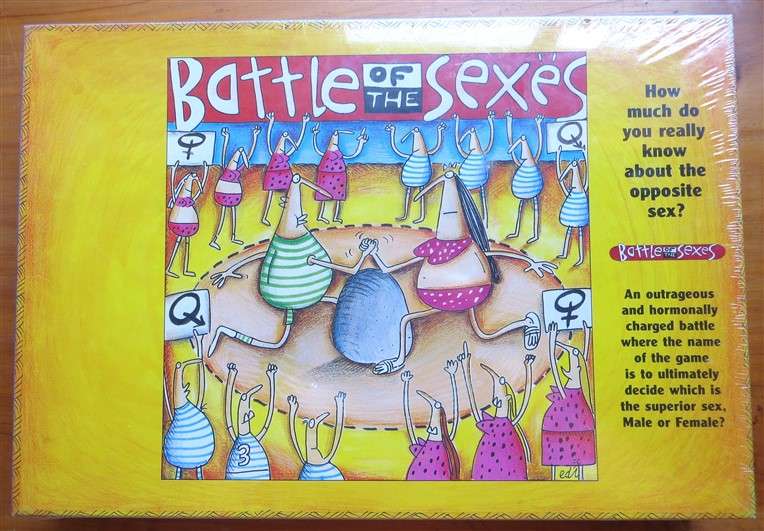 Battle OF THE Sexes
How
much do
you really
know
about the
opposite
sex?
Battle OF THE Sexes
An outrageous
and hormonally
charged battle
where the name
of the game
is to ultimately
decide which is
the superior sex,
Male or Female?
3